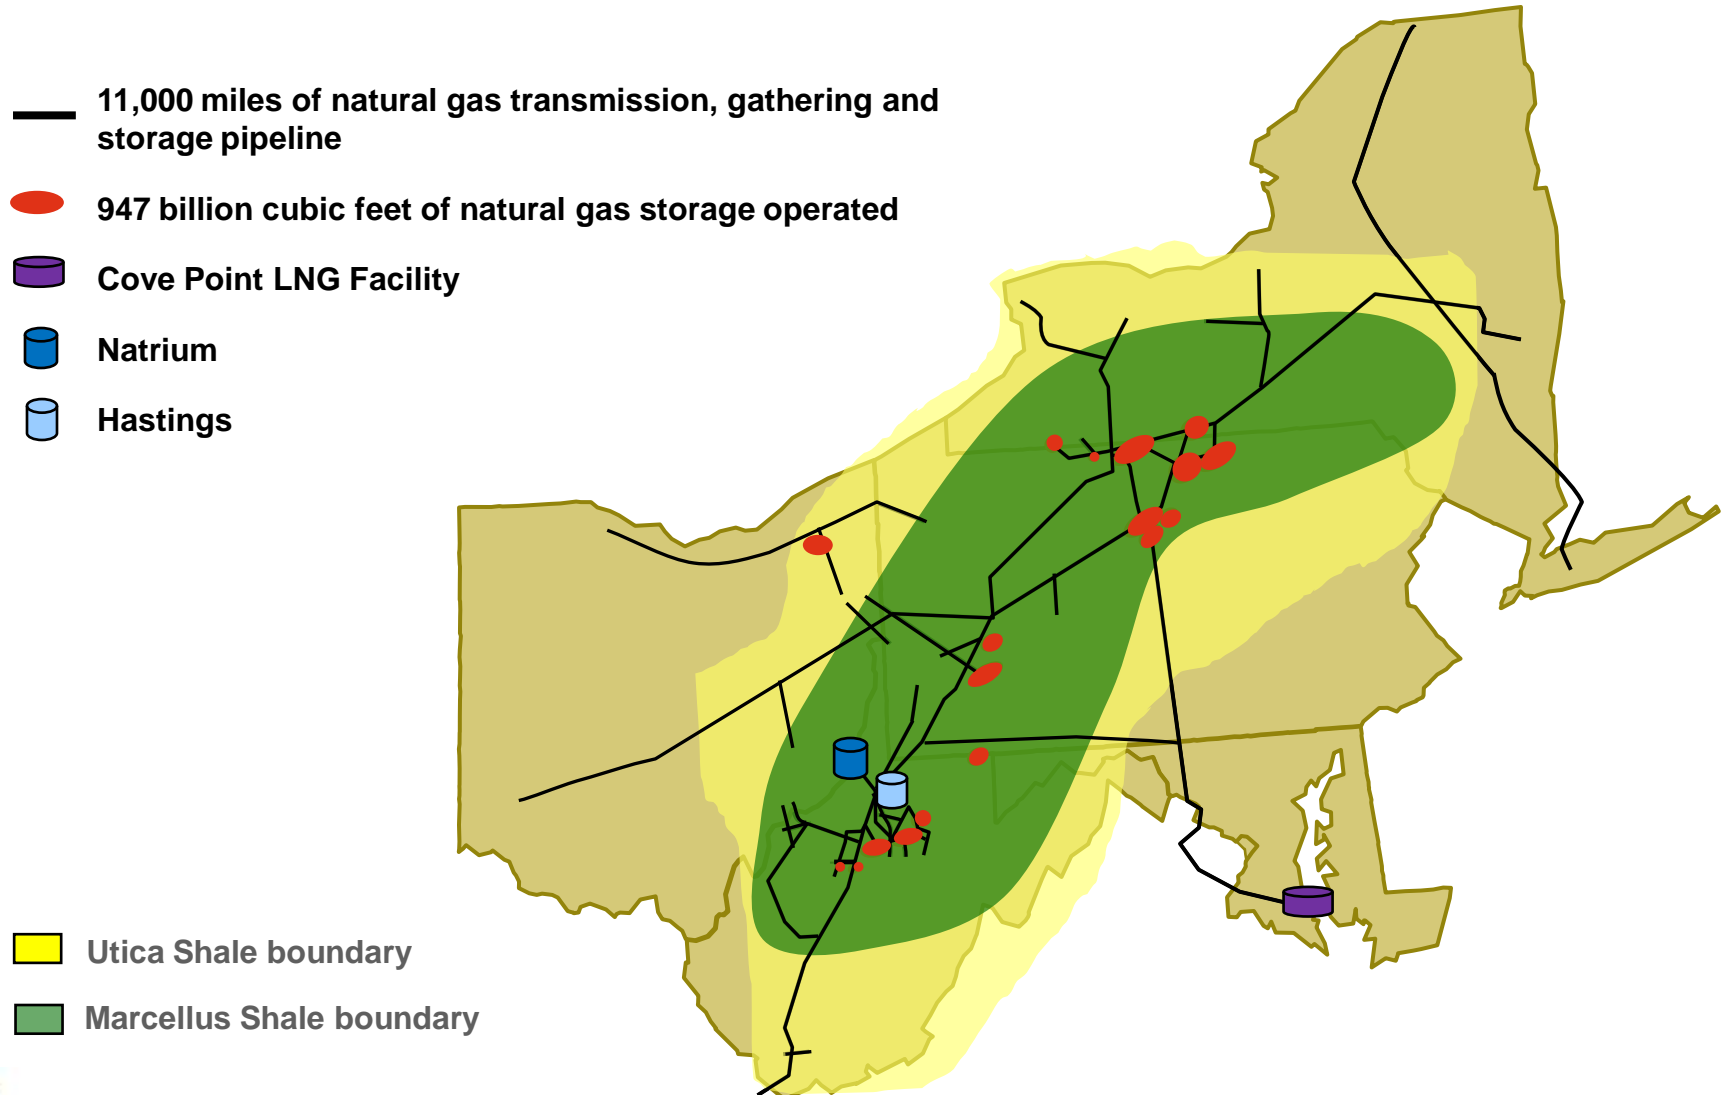 11,000 miles of natural gas transmission, gathering and
storage pipeline
947 billion cubic feet of natural gas storage operated
Cove Point LNG Facility
Natrium
Hastings
Utica Shale boundary
Marcellus Shale boundary